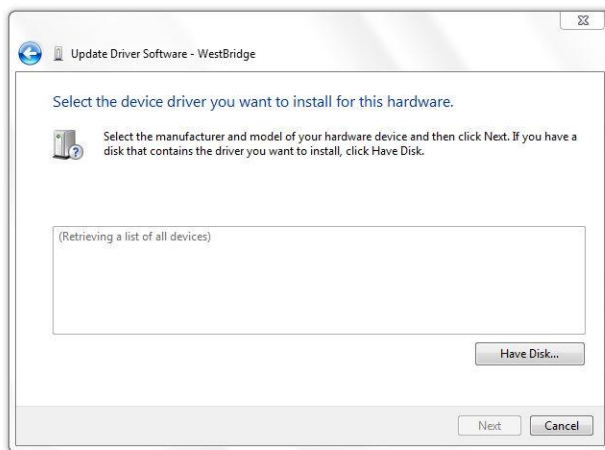 Update Driver Software - WestBridge
Select the device driver you want to install for this hardware.
Select the manufacturer and model of your hardware device and then click Next. If you have a
disk that contains the driver you want to install, click Have Disk.
(Retrieving a list of all devices)
Have Disk...
Next
Cancel